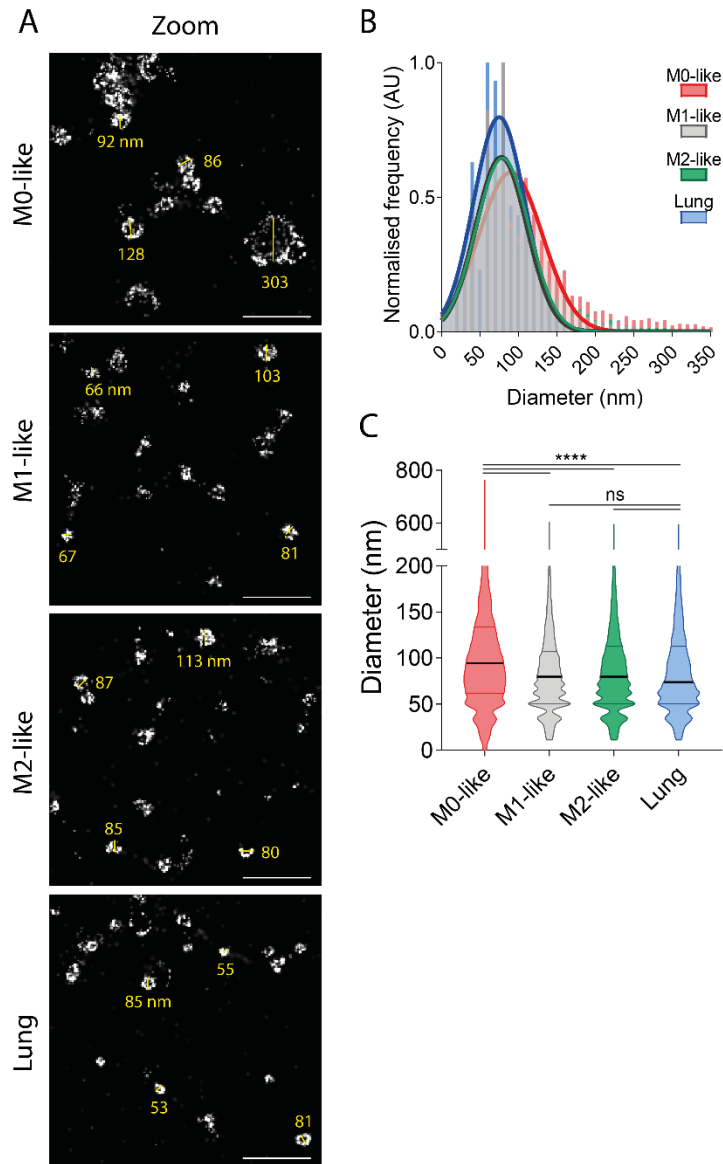 A
Zoom
M0-like
92 nm
86
128
303
M1-like
66 nm
103
67
81
M2-like
113 nm
87
85
80
Lung
55
85 nm
53
81
B
Normalised frequency (AU)
1.0
0.5
0.0
0 50 100 150 200 250 300 350
Diameter (nm)
M0-like
M1-like
M2-like
Lung
C
****
ns
Diameter (nm)
800
600
200
150
100
50
0
M0-like
M1-like
M2-like
Lung